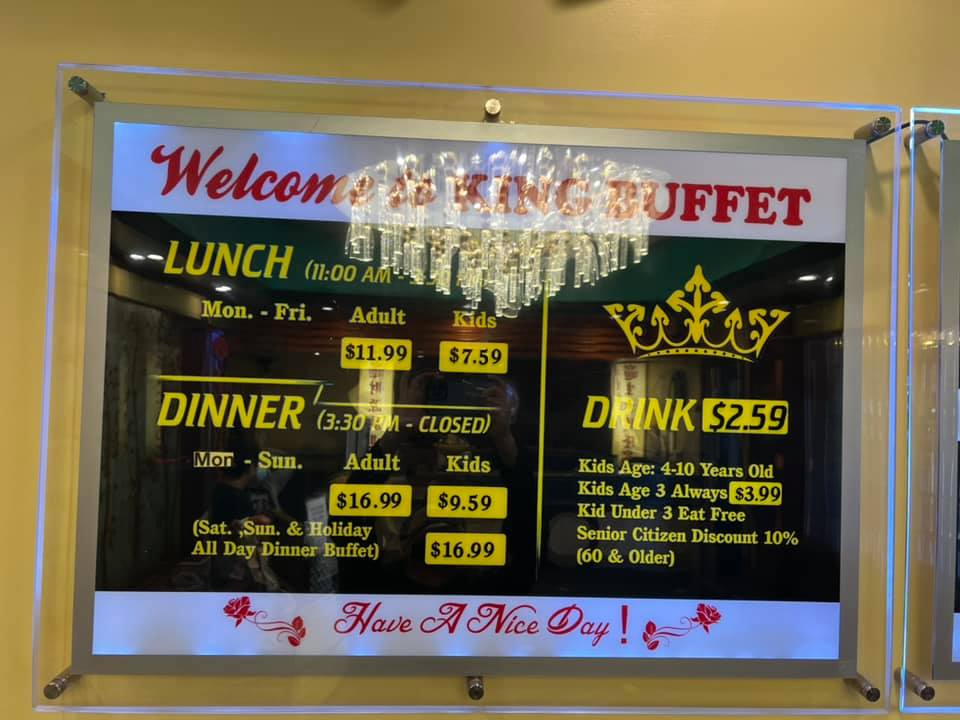 Welcome to KING BUFFET
LUNCH (11:00 AM
Mon. - Fri. Adult Kids
$11.99 $7.59
DINNER (3:30 PM - CLOSED)
Mon - Sun. Adult Kids
$16.99 $9.59
(Sat. ,Sun. & Holiday
All Day Dinner Buffet) $16.99
DRINK $2.59
Kids Age: 4-10 Years Old
Kids Age 3 Always $3.99
Kid Under 3 Eat Free
Senior Citizen Discount 10%
(60 & Older)
Have A Nice Day !